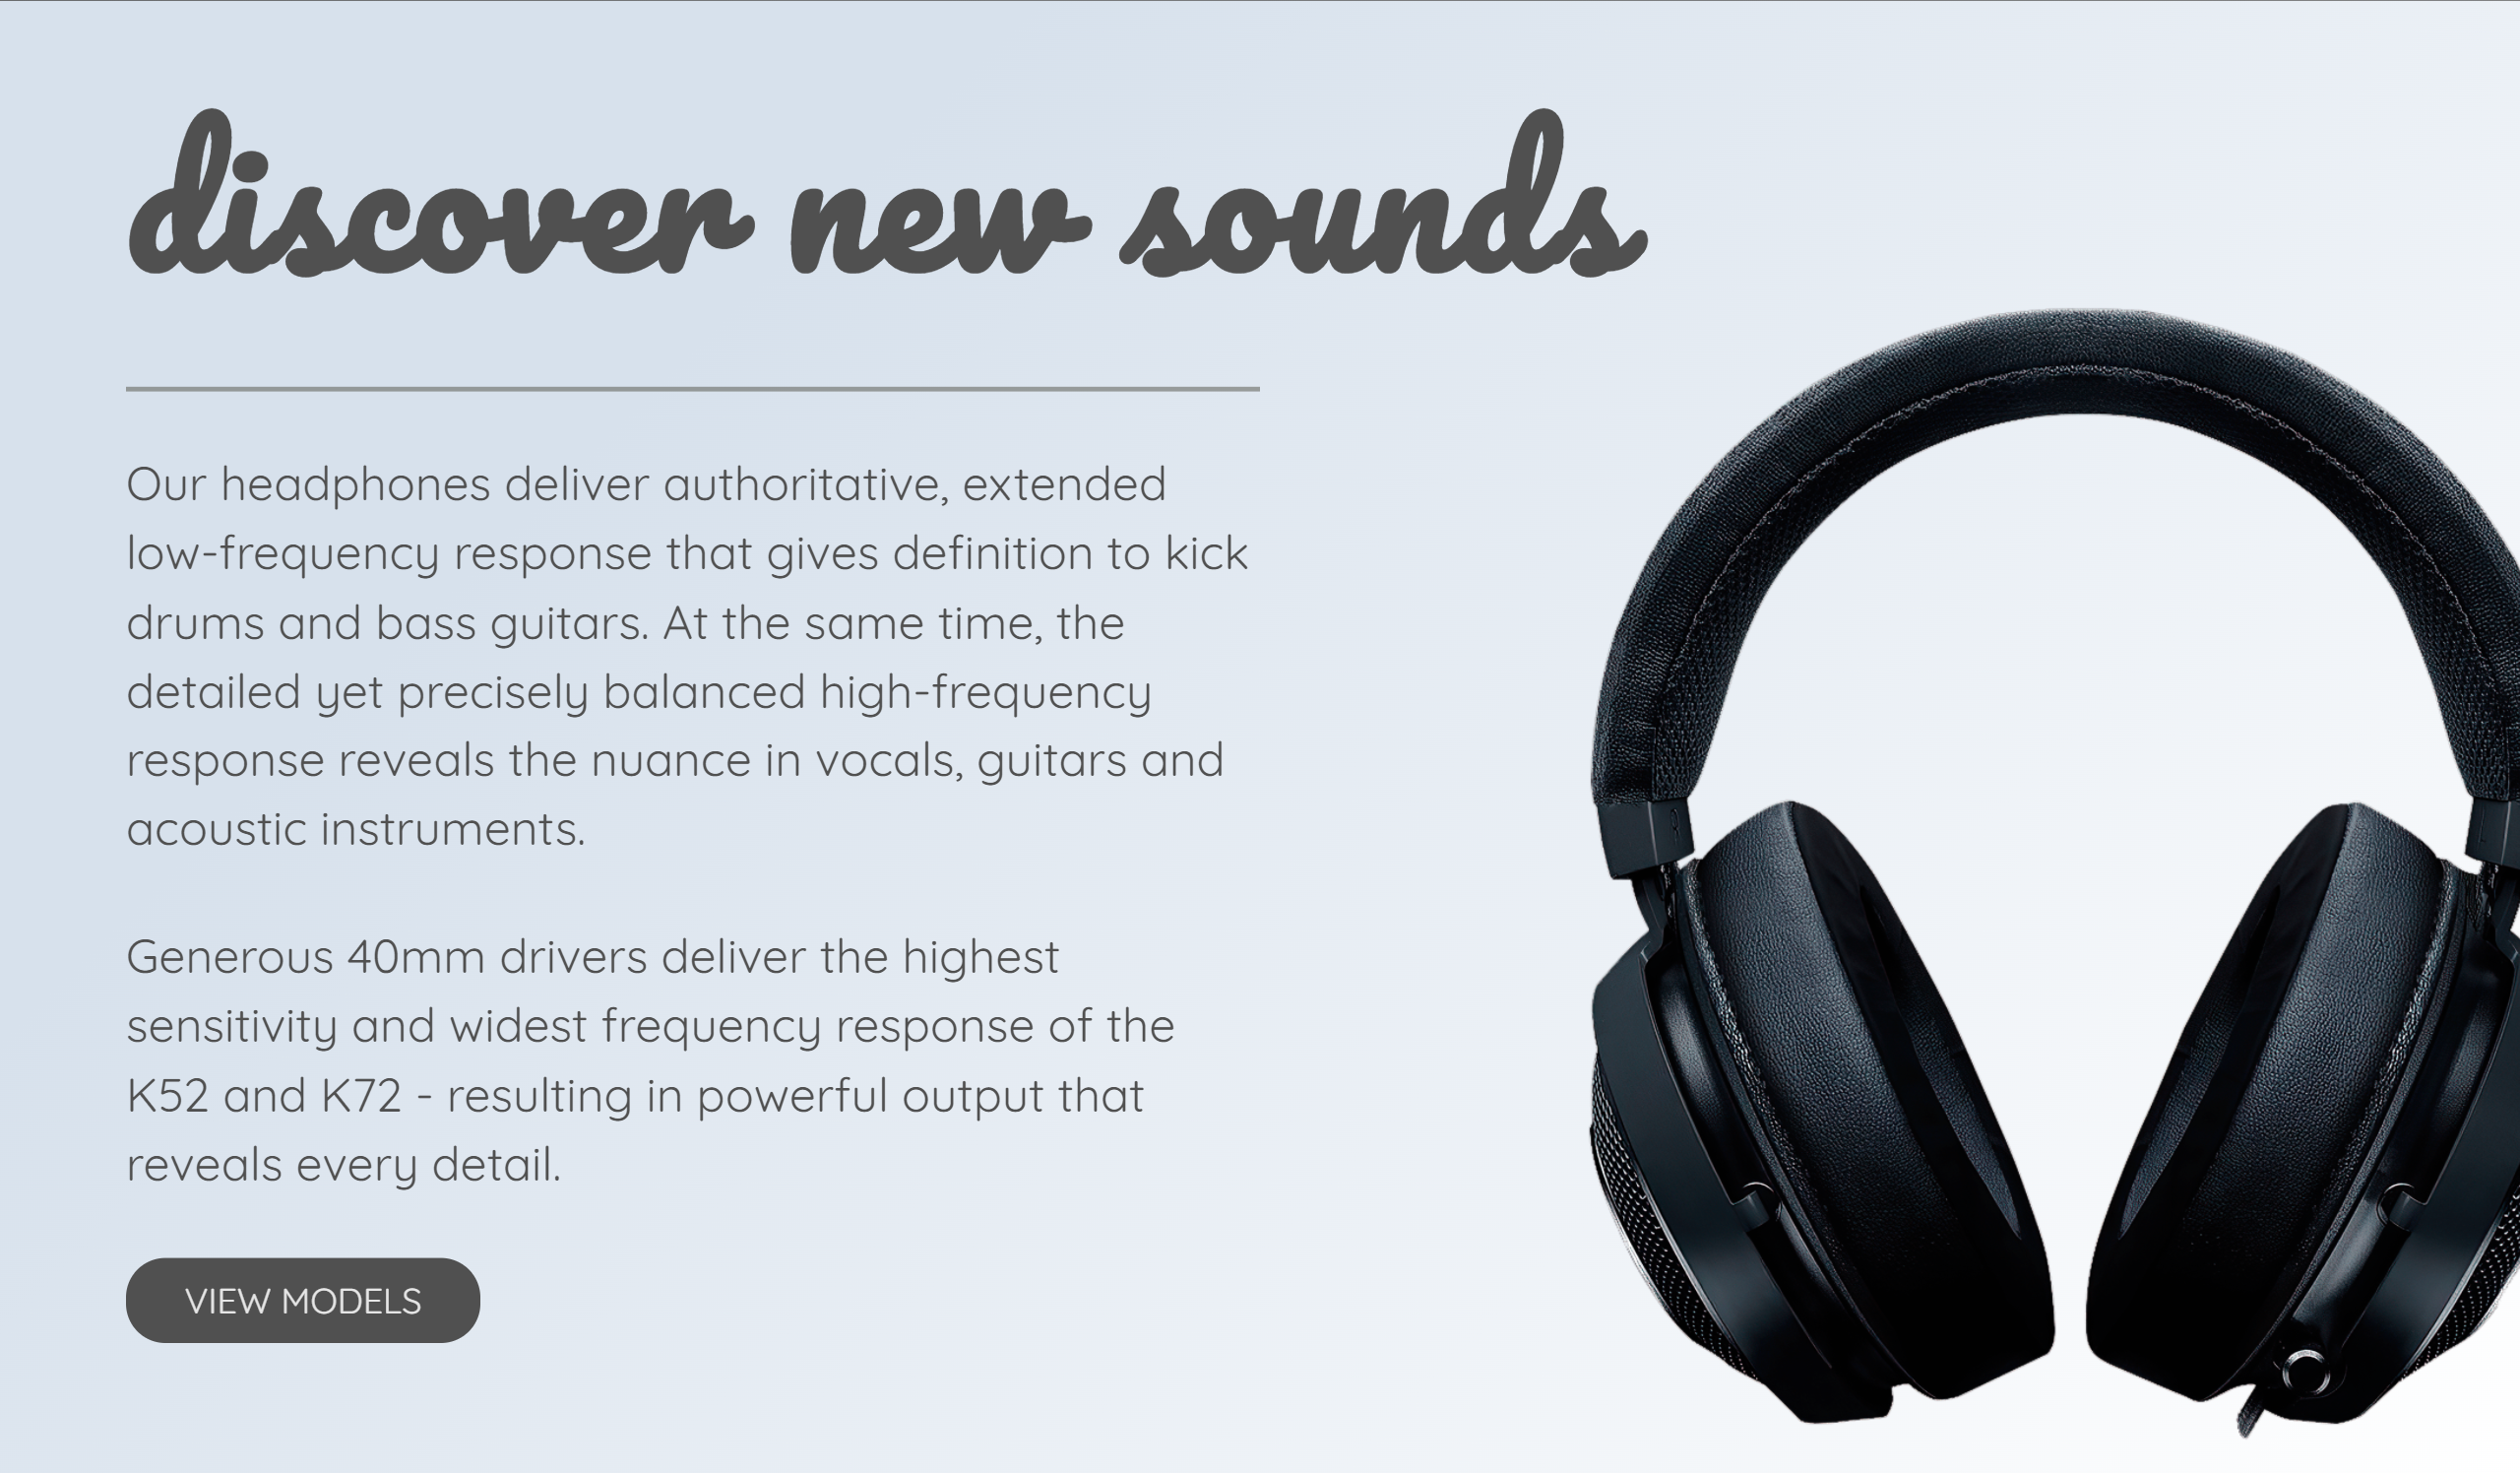 discover new sounds
Our headphones deliver authoritative, extended
low-frequency response that gives definition to kick
drums and bass guitars. At the same time, the
detailed yet precisely balanced high-frequency
response reveals the nuance in vocals, guitars and
acoustic instruments.
Generous 40mm drivers deliver the highest
sensitivity and widest frequency response of the
K52 and K72 - resulting in powerful output that
reveals every detail.
VIEW MODELS